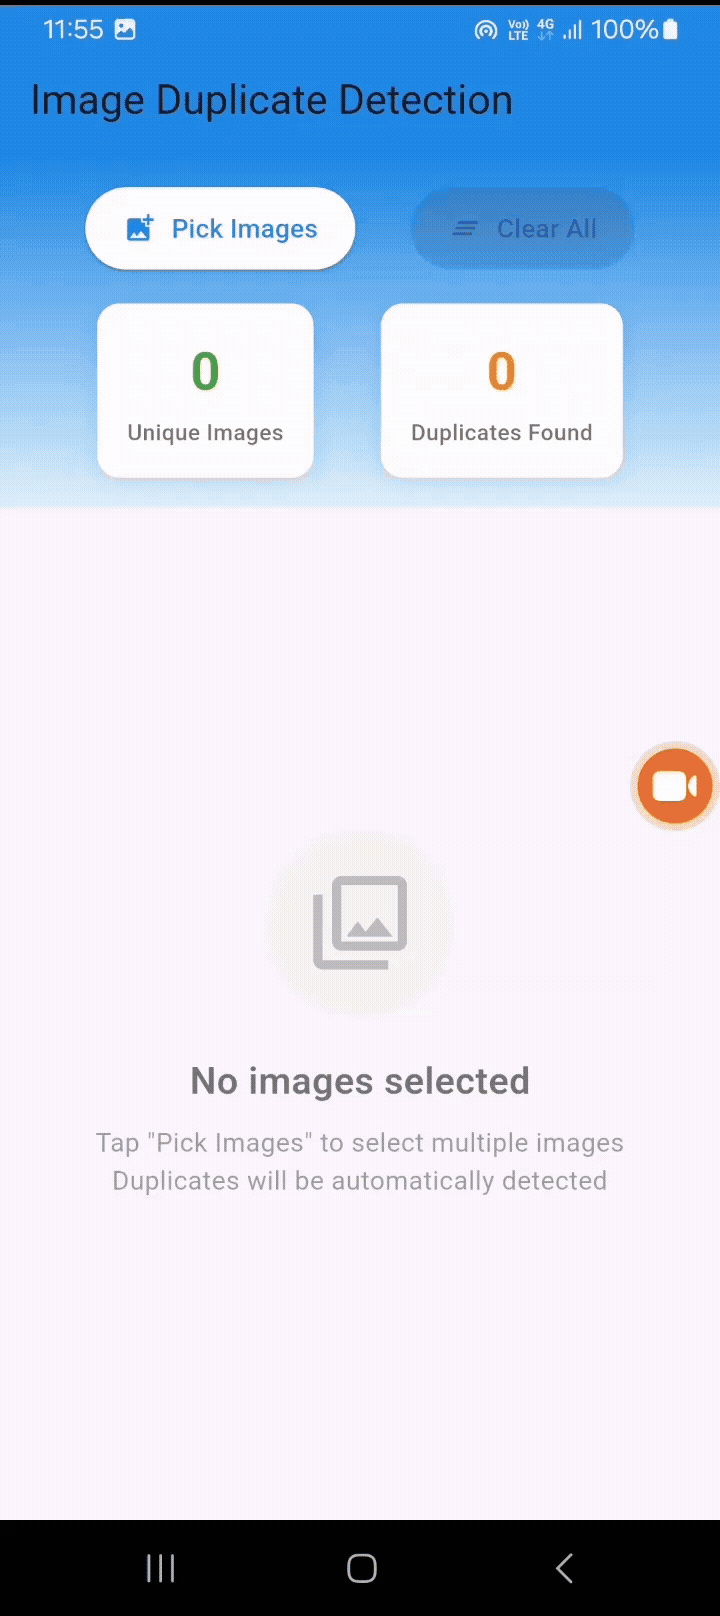 11:55 Vo)) LTE 4G 100%
Image Duplicate Detection
Pick Images Clear All
0 0
Unique Images Duplicates Found
No images selected
Tap "Pick Images" to select multiple images
Duplicates will be automatically detected